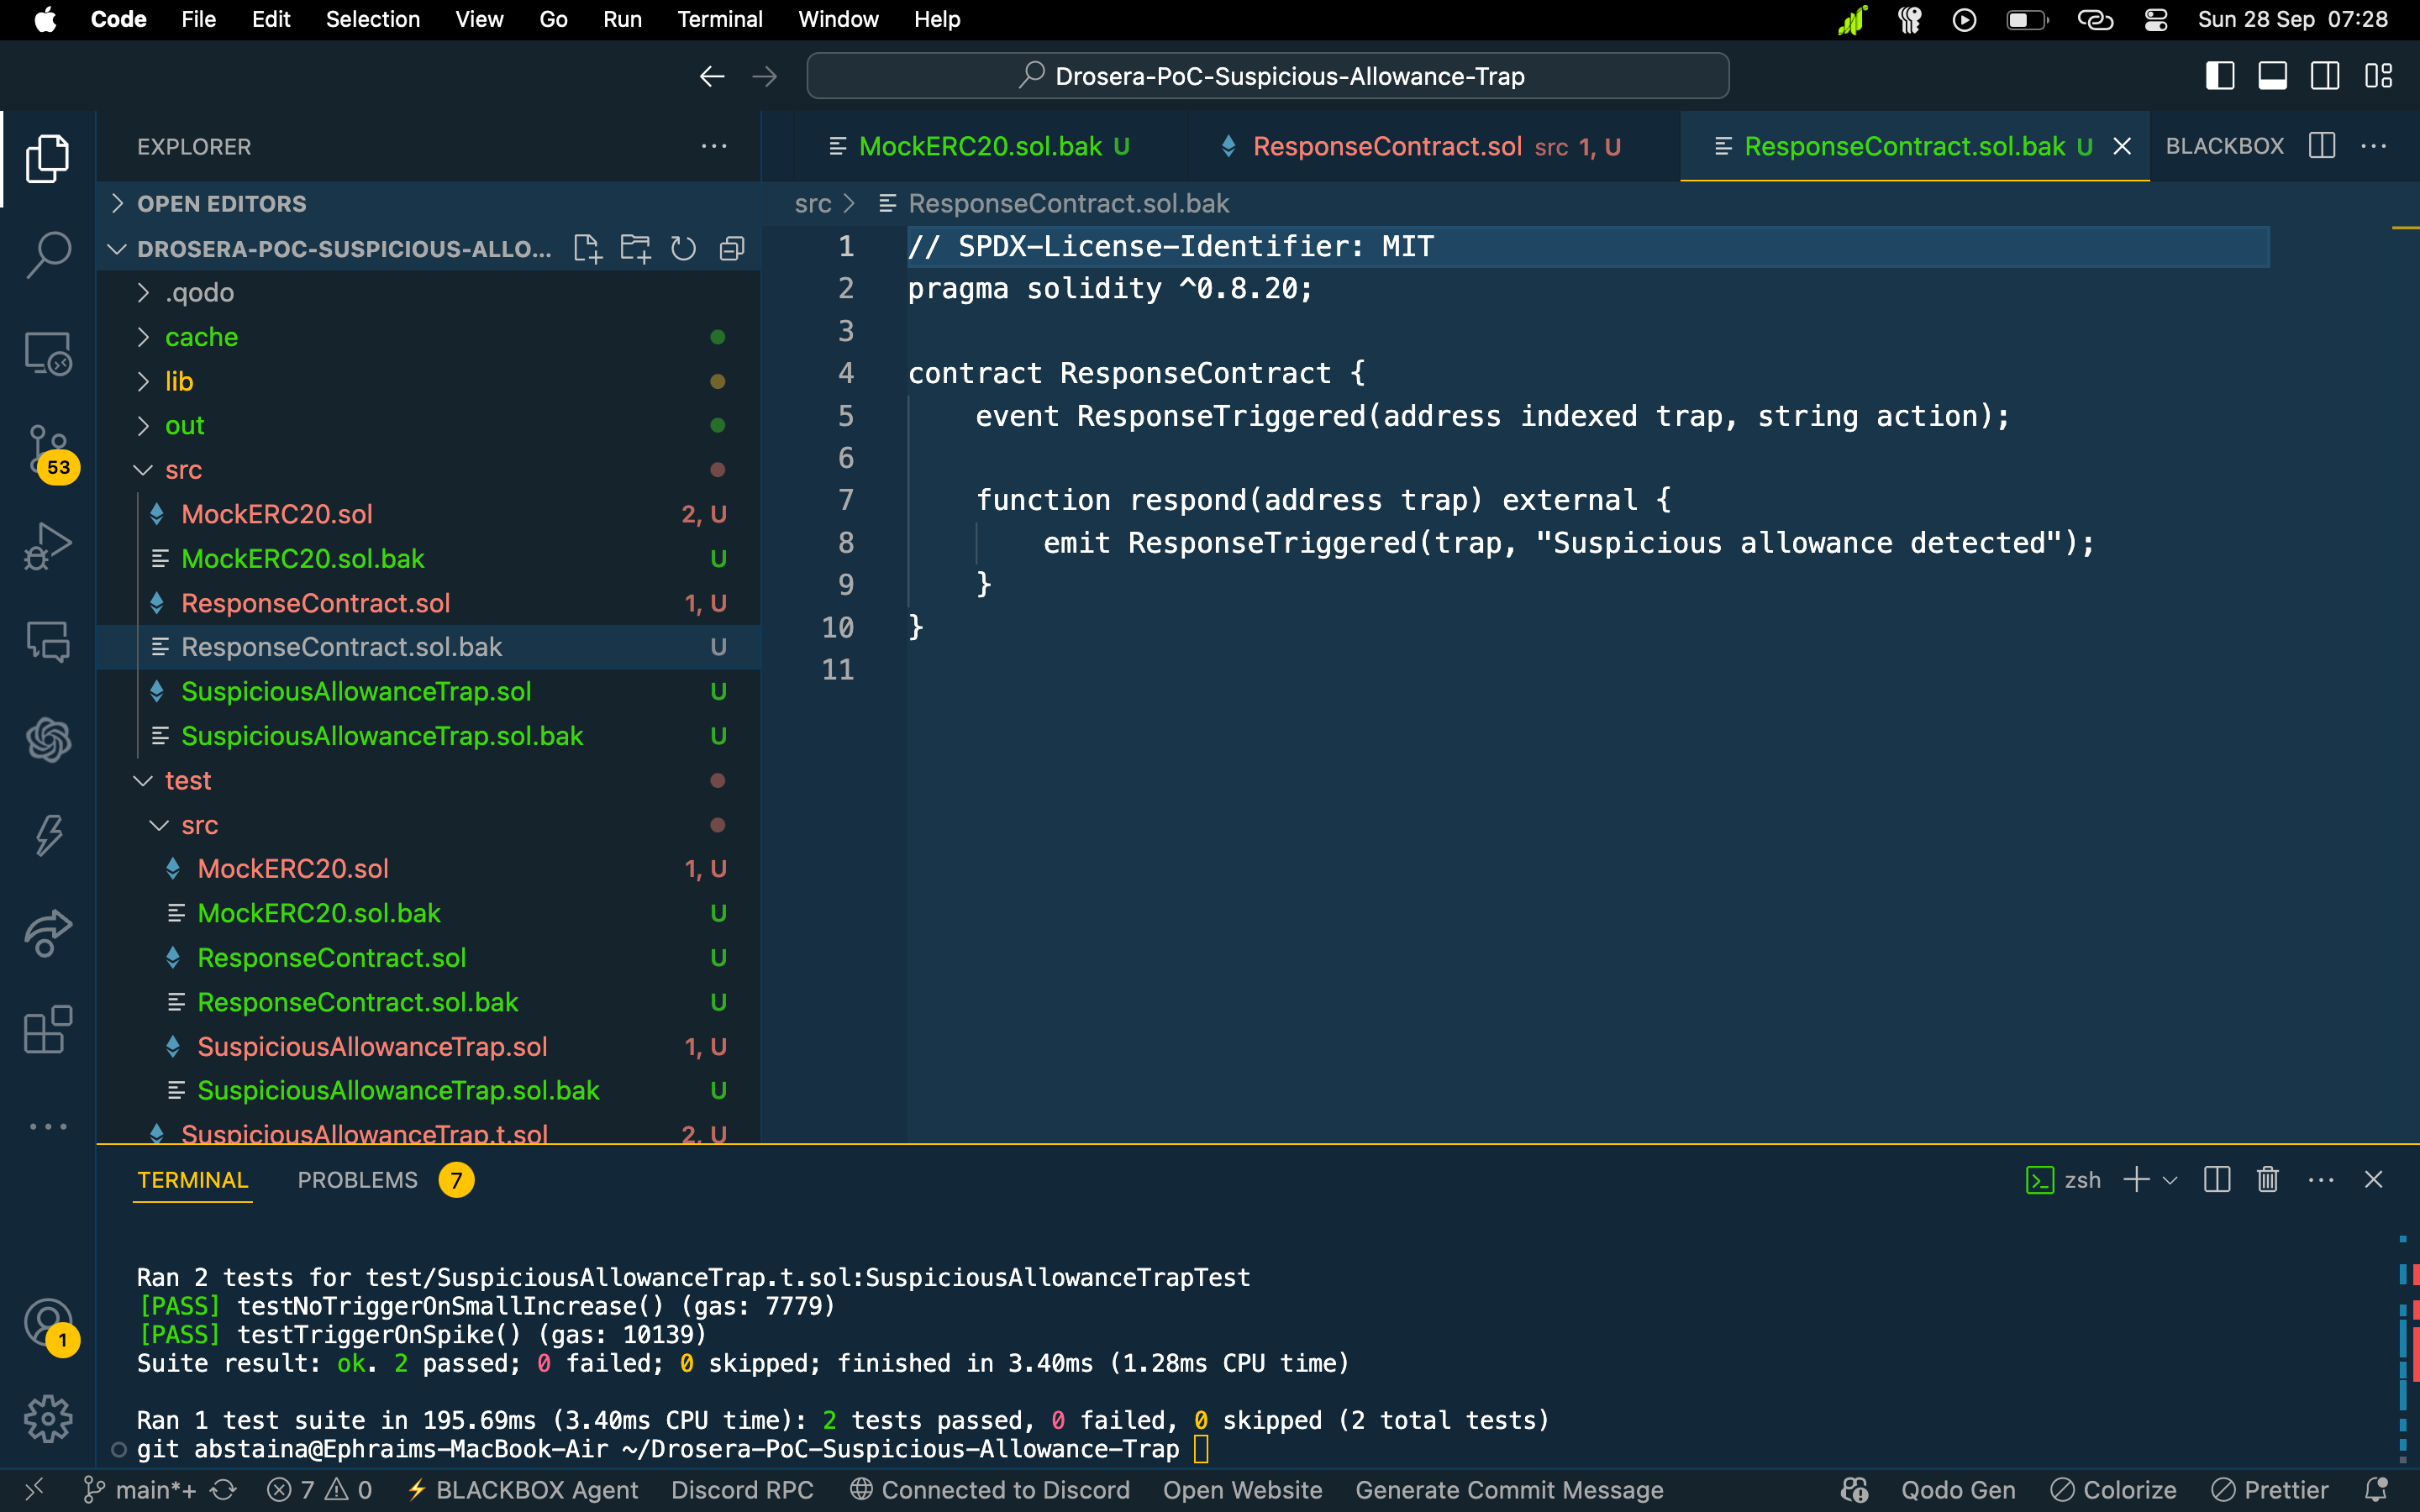 Code File Edit Selection View Go Run Terminal Window Help Sun 28 Sep 07:28
Drosera-PoC-Suspicious-Allowance-Trap
EXPLORER
MockERC20.sol.bak U
ResponseContract.sol src 1, U
ResponseContract.sol.bak U
BLACKBOX
OPEN EDITORS
DROSERA-POC-SUSPICIOUS-ALLO...
.qodo
cache
lib
out
src
MockERC20.sol 2, U
MockERC20.sol.bak U
ResponseContract.sol 1, U
ResponseContract.sol.bak U
SuspiciousAllowanceTrap.sol U
SuspiciousAllowanceTrap.sol.bak U
test
src
MockERC20.sol 1, U
MockERC20.sol.bak U
ResponseContract.sol U
ResponseContract.sol.bak U
SuspiciousAllowanceTrap.sol 1, U
SuspiciousAllowanceTrap.sol.bak U
SuspiciousAllowanceTrap.t.sol 2, U
53
1
src > ResponseContract.sol.bak
1 // SPDX-License-Identifier: MIT
2 pragma solidity ^0.8.20;
3
4 contract ResponseContract {
5 event ResponseTriggered(address indexed trap, string action);
6
7 function respond(address trap) external {
8 emit ResponseTriggered(trap, "Suspicious allowance detected");
9 }
10 }
11
TERMINAL PROBLEMS 7 zsh
Ran 2 tests for test/SuspiciousAllowanceTrap.t.sol:SuspiciousAllowanceTrapTest
[PASS] testNoTriggerOnSmallIncrease() (gas: 7779)
[PASS] testTriggerOnSpike() (gas: 10139)
Suite result: ok. 2 passed; 0 failed; 0 skipped; finished in 3.40ms (1.28ms CPU time)
Ran 1 test suite in 195.69ms (3.40ms CPU time): 2 tests passed, 0 failed, 0 skipped (2 total tests)
git abstaina@Ephraims-MacBook-Air ~/Drosera-PoC-Suspicious-Allowance-Trap
main*+ 7 0 BLACKBOX Agent Discord RPC Connected to Discord Open Website Generate Commit Message Qodo Gen Colorize Prettier